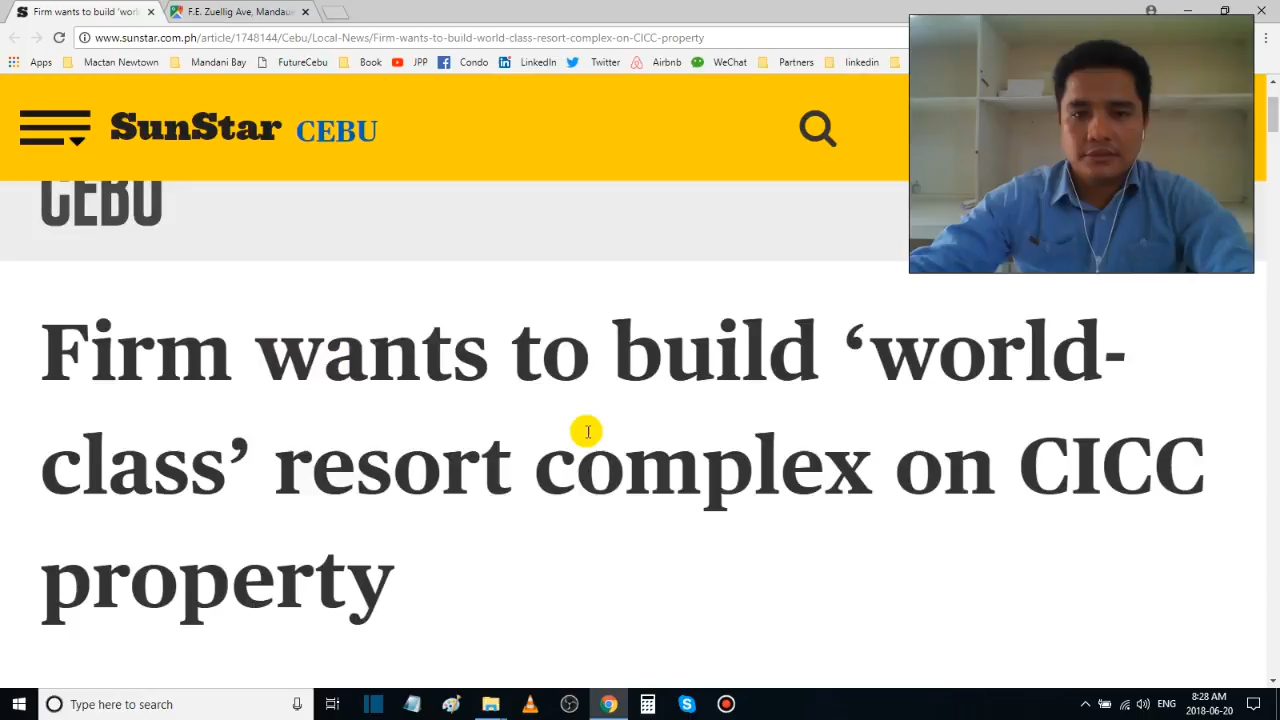 Firm wants to build 'worl
F.E. Zuellig Ave, Mandaue
www.sunstar.com.ph/article/1748144/Cebu/Local-News/Firm-wants-to-build-world-class-resort-complex-on-CICC-property
Apps Mactan Newtown Mandani Bay FutureCebu Book JPP Condo LinkedIn Twitter Airbnb WeChat Partners linkedin
SunStar CEBU
CEBU
Firm wants to build ‘world-
class’ resort complex on CICC
property
Type here to search
ENG
8:28 AM
2018-06-20